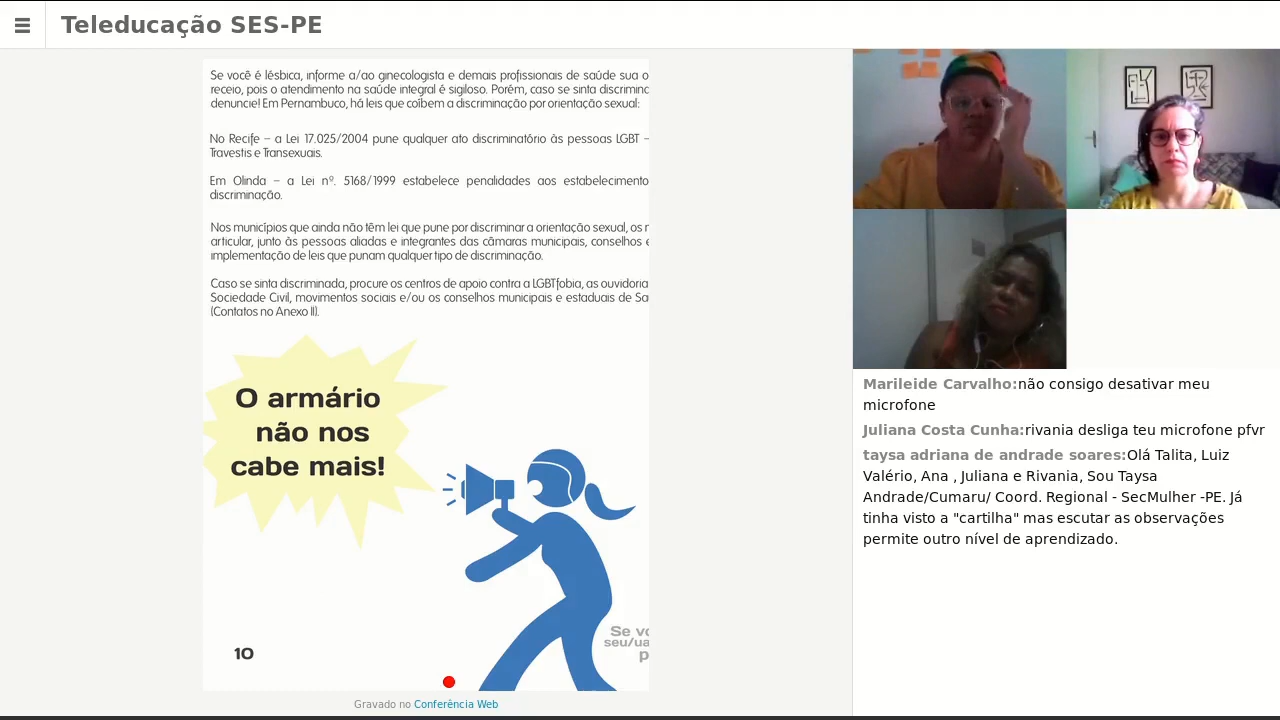 Teleducação SES-PE
Se você é lésbica, informe a/ao ginecologista e demais profissionais de saúde sua o
receio, pois o atendimento na saúde integral é sigiloso. Porém, caso se sinta discrimina
denuncie! Em Pernambuco, há leis que coíbem a discriminação por orientação sexual:
No Recife – a Lei 17.025/2004 pune qualquer ato discriminatório às pessoas LGBT –
Travestis e Transexuais.
Em Olinda – a Lei nº. 5168/1999 estabelece penalidades aos estabelecimento
discriminação.
Nos municípios que ainda não têm lei que pune por discriminar a orientação sexual, os
articular, junto às pessoas aliadas e integrantes das câmaras municipais, conselhos e
implementação de leis que punam qualquer tipo de discriminação.
Caso se sinta discriminada, procure os centros de apoio contra a LGBTfobia, as ouvidoria
Sociedade Civil, movimentos sociais e/ou os conselhos municipais e estaduais de Sa
(Contatos no Anexo II).
O armário
não nos
cabe mais!
Se vo
seu/ua
p
10
Gravado no Conferência Web
Marileide Carvalho:não consigo desativar meu
microfone
Juliana Costa Cunha:rivania desliga teu microfone pfvr
taysa adriana de andrade soares:Olá Talita, Luiz
Valério, Ana , Juliana e Rivania, Sou Taysa
Andrade/Cumaru/ Coord. Regional - SecMulher -PE. Já
tinha visto a "cartilha" mas escutar as observações
permite outro nível de aprendizado.